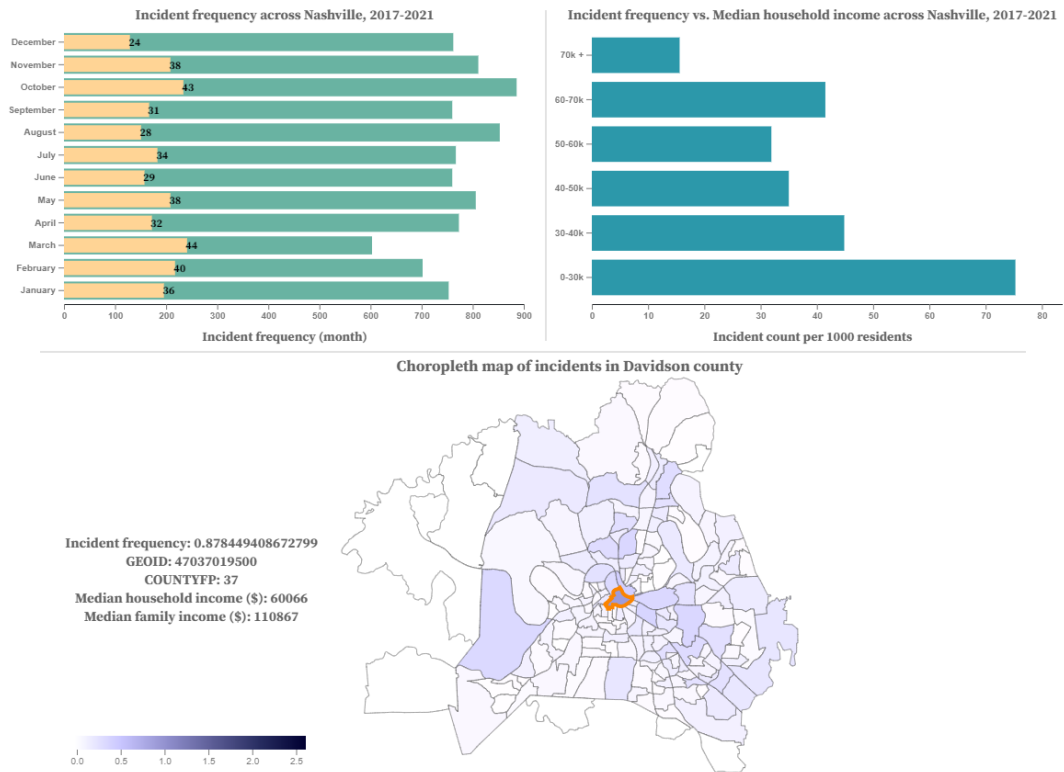 Incident frequency across Nashville, 2017-2021
December
24
November
38
October
43
September
31
August
28
July
34
June
29
May
38
April
32
March
44
February
40
January
36
0 100 200 300 400 500 600 700 800 900
Incident frequency (month)
Incident frequency vs. Median household income across Nashville, 2017-2021
70k +
60-70k
50-60k
40-50k
30-40k
0-30k
0 10 20 30 40 50 60 70 80
Incident count per 1000 residents
Choropleth map of incidents in Davidson county
Incident frequency: 0.878449408672799
GEOID: 47037019500
COUNTYFP: 37
Median household income ($): 60066
Median family income ($): 110867
0.0 0.5 1.0 1.5 2.0 2.5